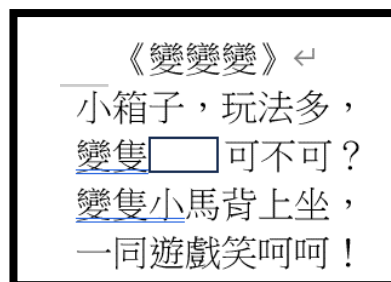 《變變變》
小箱子，玩法多，
變隻 可不可？
變隻小馬背上坐，
一同遊戲笑呵呵！